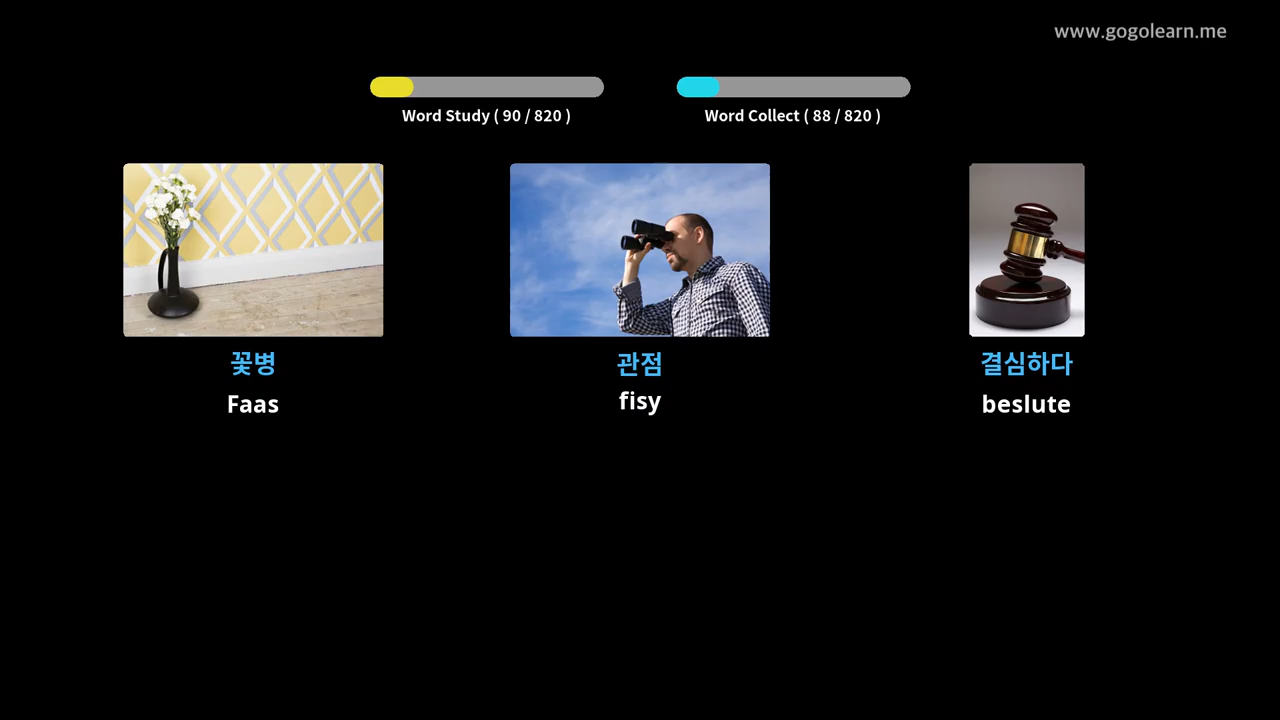 www.gogolearn.me
Word Study ( 90 / 820 )
Word Collect ( 88 / 820 )
꽃병
관점
결심하다
Faas
fisy
beslute